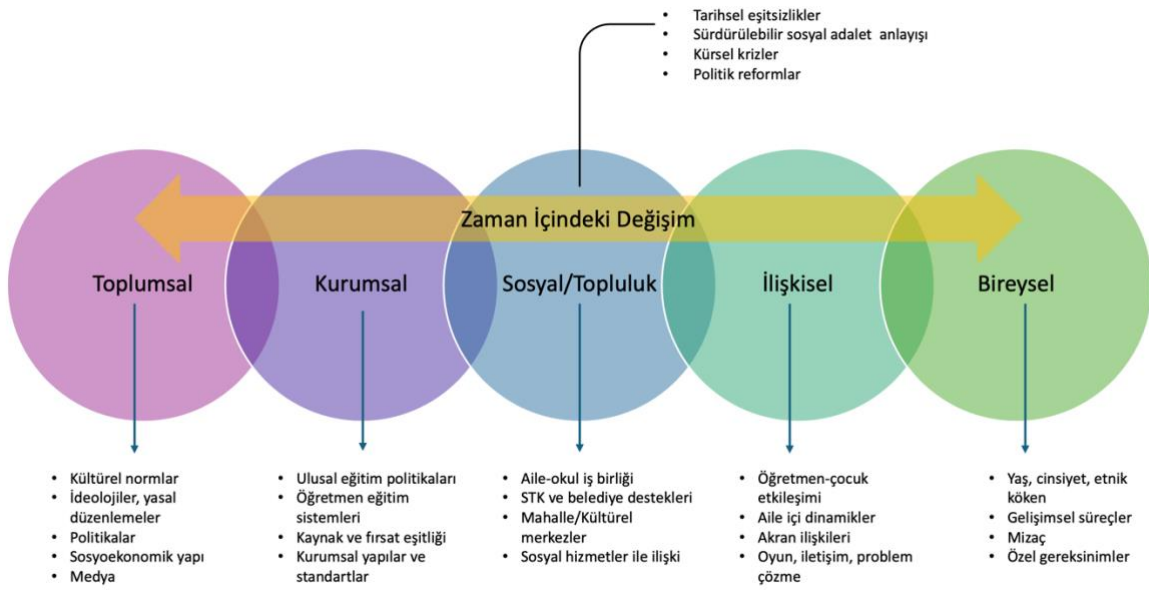 • Tarihsel eşitsizlikler
• Sürdürülebilir sosyal adalet anlayışı
• Kürsel krizler
• Politik reformlar
Zaman İçindeki Değişim
Toplumsal
Kurumsal
Sosyal/Topluluk
İlişkisel
Bireysel
• Kültürel normlar
• İdeolojiler, yasal
düzenlemeler
• Politikalar
• Sosyoekonomik yapı
• Medya
• Ulusal eğitim politikaları
• Öğretmen eğitim
sistemleri
• Kaynak ve fırsat eşitliği
• Kurumsal yapılar ve
standartlar
• Aile-okul iş birliği
• STK ve belediye destekleri
• Mahalle/Kültürel
merkezler
• Sosyal hizmetler ile ilişki
• Öğretmen-çocuk
etkileşimi
• Aile içi dinamikler
• Akran ilişkileri
• Oyun, iletişim, problem
çözme
• Yaş, cinsiyet, etnik
köken
• Gelişimsel süreçler
• Mizaç
• Özel gereksinimler